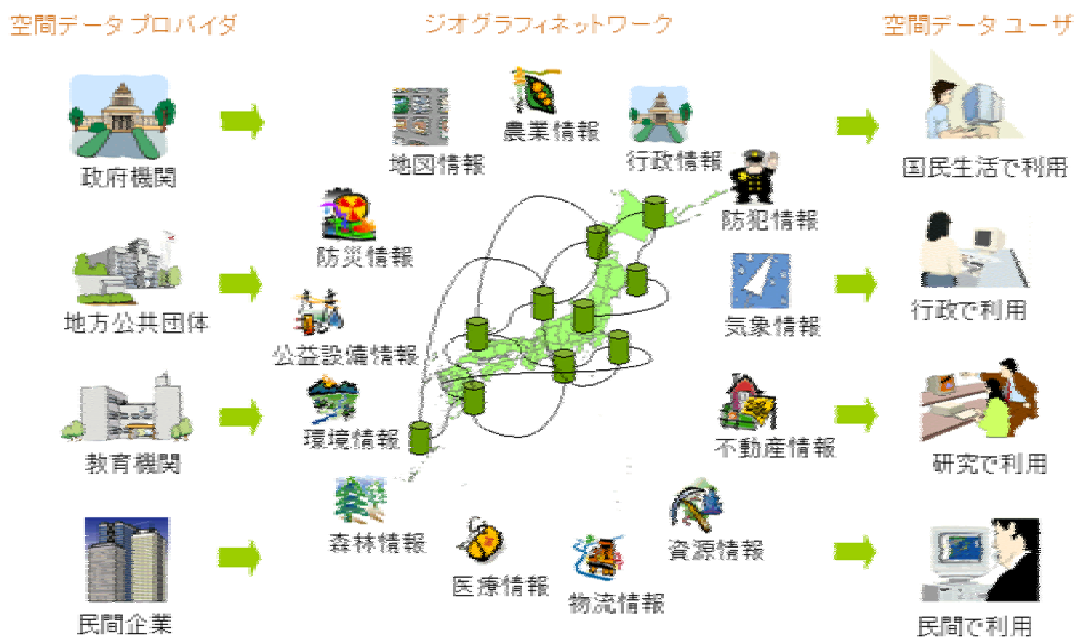 空間データプロバイダ
ジオグラフィネットワーク
空間データユーザ
政府機関
地方公共団体
教育機関
民間企業
地図情報
農業情報
行政情報
防犯情報
防災情報
公益設備情報
気象情報
環境情報
不動産情報
森林情報
医療情報
物流情報
資源情報
国民生活で利用
行政で利用
研究で利用
民間で利用